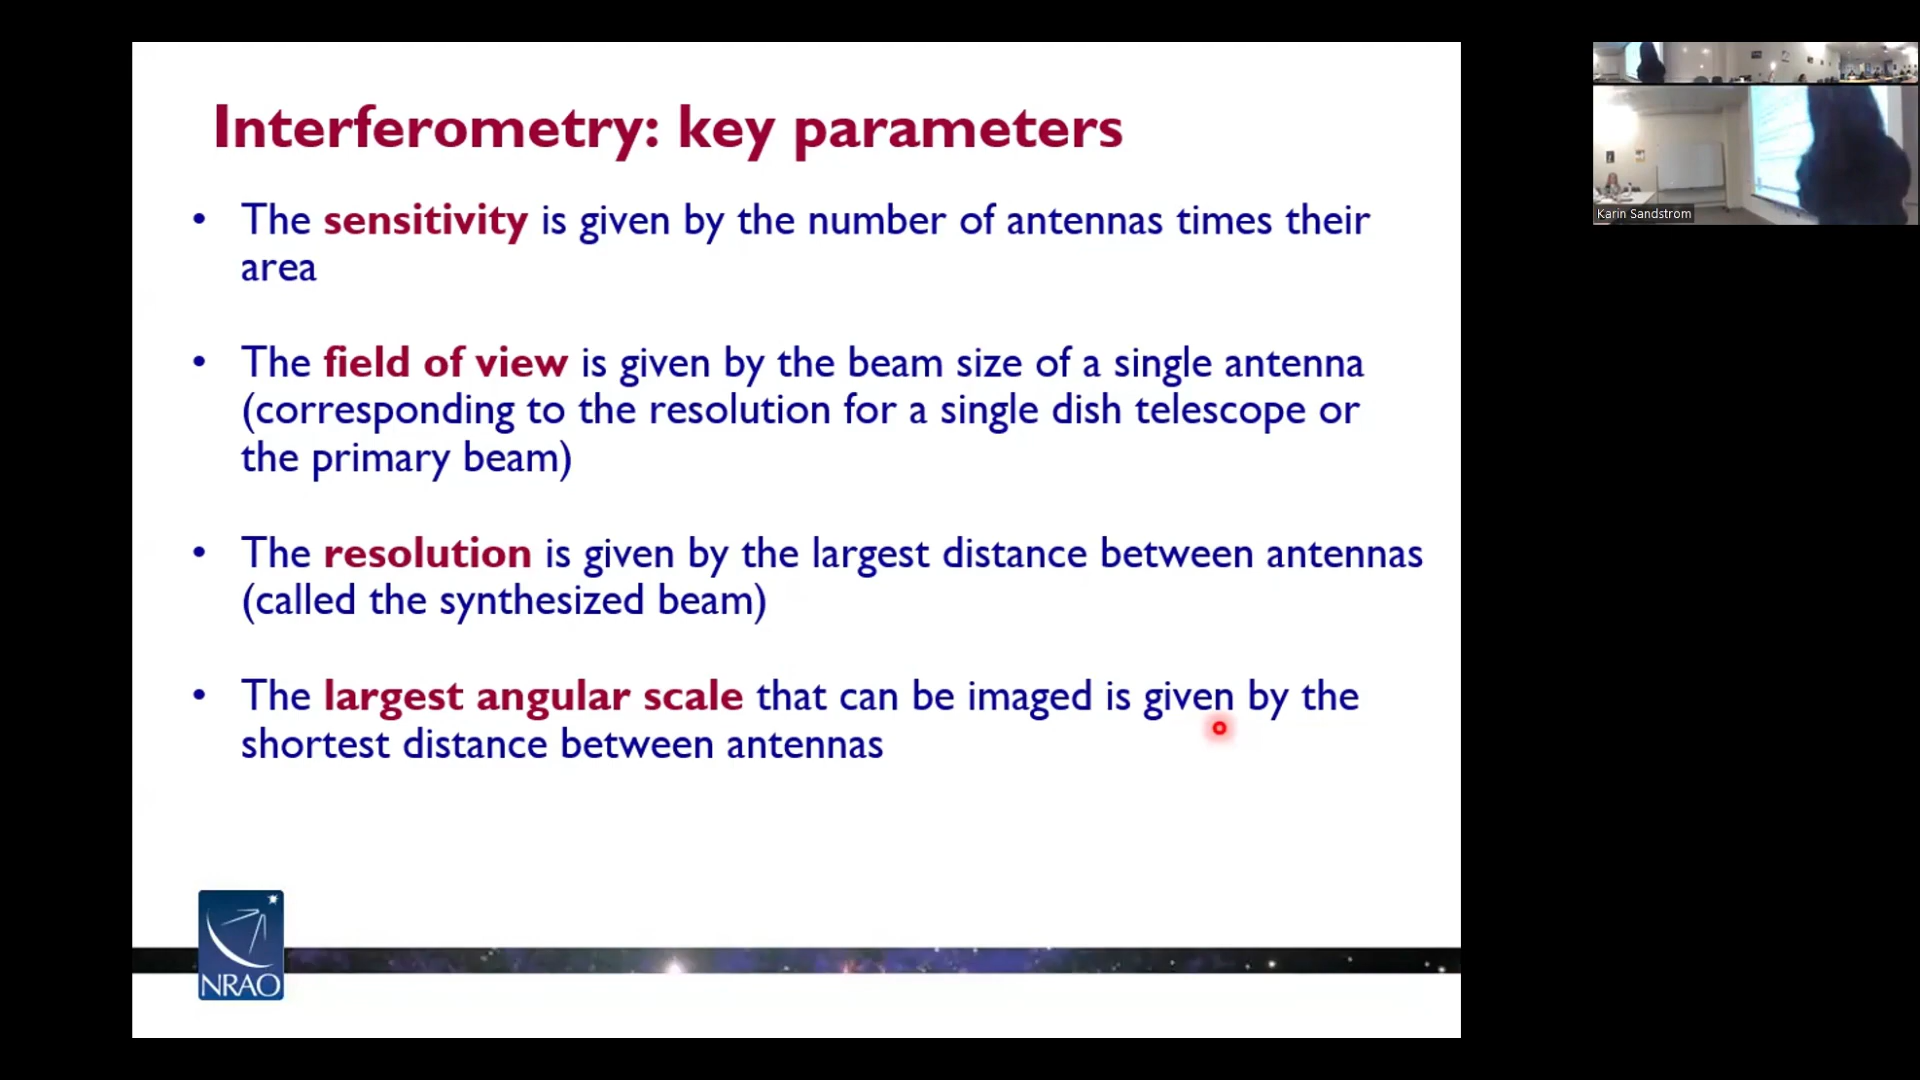 Interferometry: key parameters
• The sensitivity is given by the number of antennas times their
area
• The field of view is given by the beam size of a single antenna
(corresponding to the resolution for a single dish telescope or
the primary beam)
• The resolution is given by the largest distance between antennas
(called the synthesized beam)
• The largest angular scale that can be imaged is given by the
shortest distance between antennas
NRAO
Karin Sandstrom